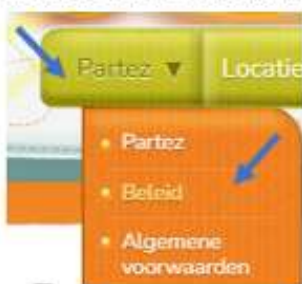 Partez ▼ Locatie
Partez
Beleid
Algemene
voorwaarden